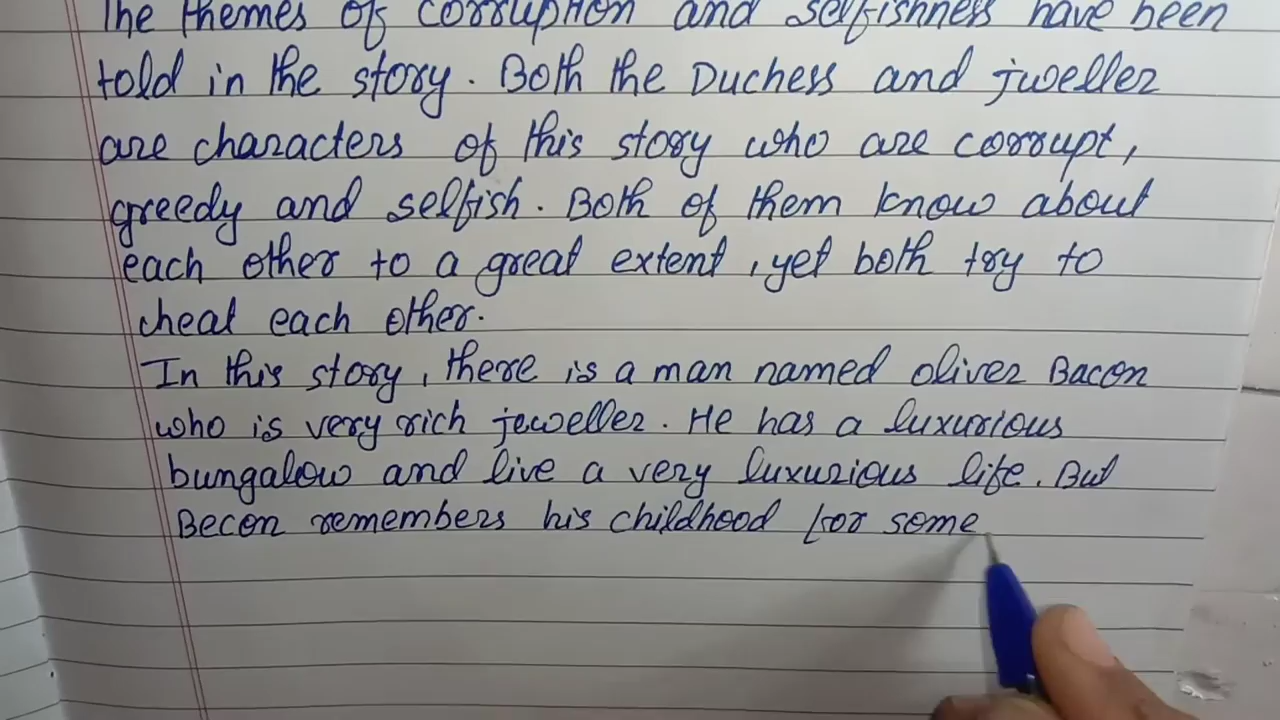 The themes of corruption and selfishness have been
told in the story. Both the Duchess and jweller
are characters of this story who are corrupt,
greedy and selfish. Both of them know about
each other to a great extent, yet both try to
cheat each other.
In this story, there is a man named oliver Bacon
who is very rich jeweller. He has a luxurious
bungalow and live a very luxurious life. But
Becon remembers his childhood for some